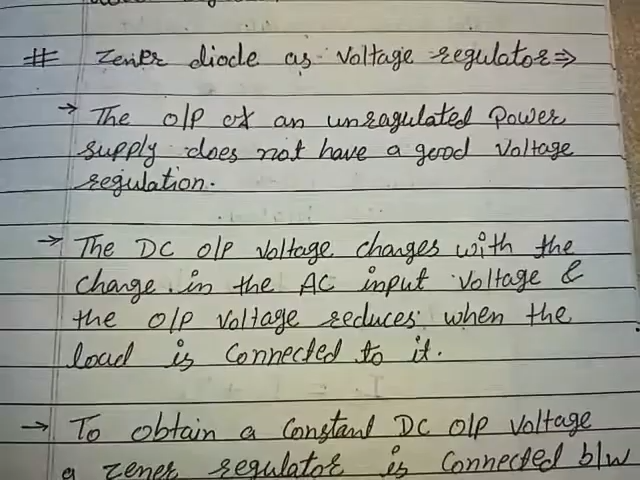 # Zener diode as Voltage regulator ⇒
→ The O/P of an unragulated Power
supply does not have a good Voltage
regulation.
→ The DC O/P Voltage changes with the
change in the AC input Voltage &
the O/P Voltage reduces when the
load is Connected to it.
→ To obtain a Constant DC O/P Voltage
a zener regulator is Connected b/w